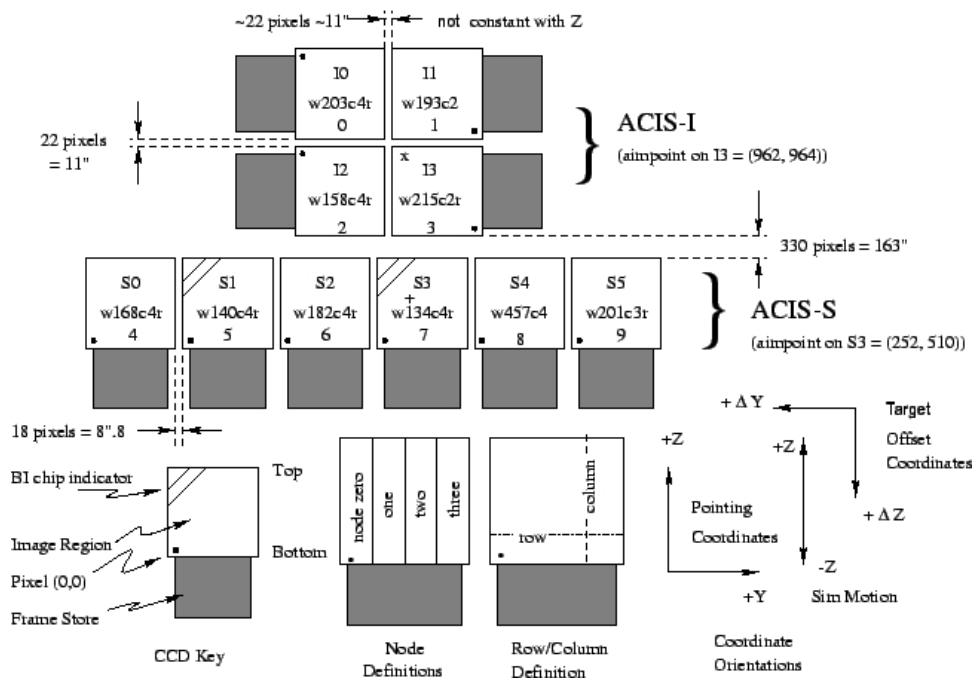 ~22 pixels ~11"
not constant with Z
I0
w203c4r
0
I1
w193c2
1
22 pixels
= 11"
I2
w158c4r
2
x
I3
w215c2r
3
} ACIS-I
(aimpoint on I3 = (962, 964))
330 pixels = 163"
S0
w168c4r
4
S1
w140c4r
5
S2
w182c4r
6
S3
+
w134c4r
7
S4
w457c4
8
S5
w201c3r
9
} ACIS-S
(aimpoint on S3 = (252, 510))
18 pixels = 8".8
BI chip indicator
Image Region
Pixel (0,0)
Frame Store
Top
Bottom
CCD Key
node zero
one
two
three
Node
Definitions
row
column
Row/Column
Definition
+Z
Pointing
Coordinates
+Y
+Z
-Z
Sim Motion
+ Δ Y
Target
Offset
Coordinates
+ Δ Z
Coordinate
Orientations